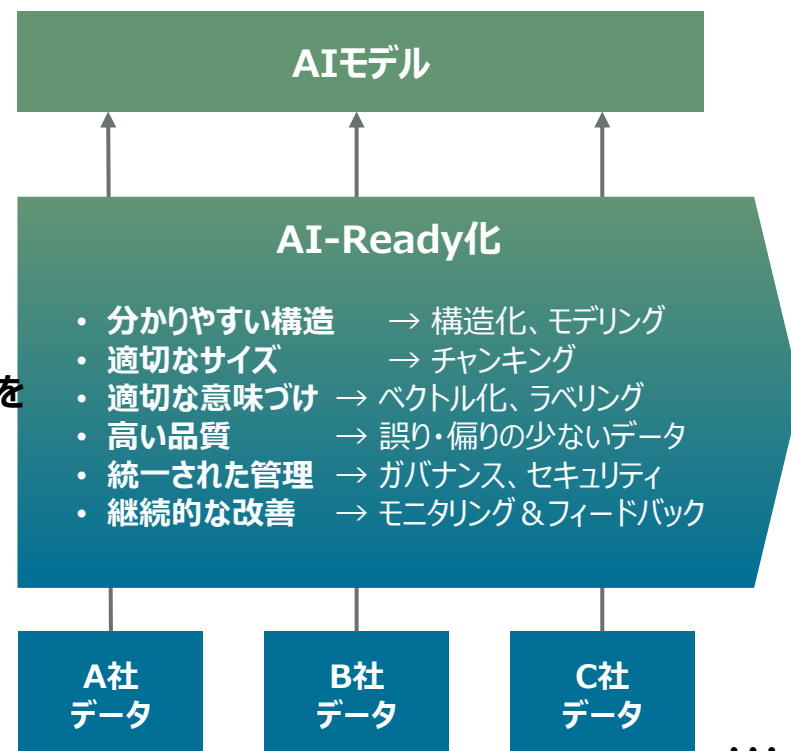 AIモデル
AI-Ready化
• 分かりやすい構造 → 構造化、モデリング
• 適切なサイズ → チャンキング
を
• 適切な意味づけ → ベクトル化、ラベリング
• 高い品質 → 誤り・偏りの少ないデータ
• 統一された管理 → ガバナンス、セキュリティ
• 継続的な改善 → モニタリング＆フィードバック
A社
データ
B社
データ
C社
データ
…